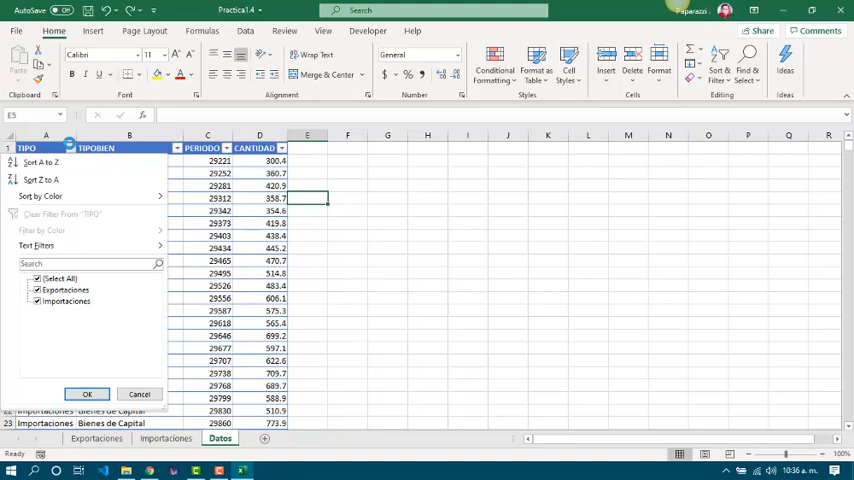 AutoSave Off Practica1.4 Search Paparazzi .
File Home Insert Page Layout Formulas Data Review View Developer Help Share Comments
Paste Calibri 11 A A Wrap Text General Conditional Formatting Format as Table Cell Styles Insert Delete Format Sort & Filter Find & Select Ideas
B I U A Merge & Center $ %
Clipboard Font Alignment Number Styles Cells Editing Ideas
E5 fx
A B C D E F G H I J K L M N O P Q R
1 TIPO TIPOBIEN PERIODO CANTIDAD
Sort A to Z
Sort Z to A
Sort by Color
Clear Filter From "TIPO"
Filter by Color
Text Filters
Search
(Select All)
Exportaciones
Importaciones
OK Cancel
29221 300.4
29252 360.7
29281 420.9
29312 358.7
29342 354.6
29373 419.8
29403 438.4
29434 445.2
29465 470.7
29495 514.8
29526 483.4
29556 606.1
29587 575.3
29618 565.4
29646 699.2
29677 597.1
29707 622.6
29738 709.7
29768 689.7
29799 588.9
22 Importaciones Bienes de Capital 29830 510.9
23 Importaciones Bienes de Capital 29860 773.9
Exportaciones Importaciones Datos
Ready 100%
10:36 a. m.